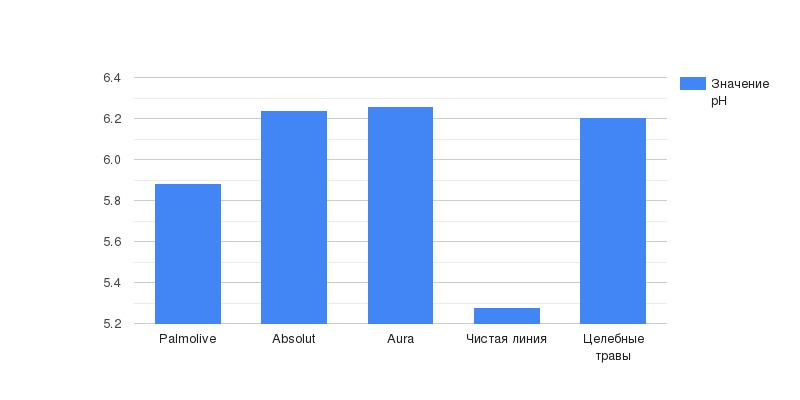 6.4
6.2
6.0
5.8
5.6
5.4
5.2
Palmolive
Absolut
Aura
Чистая линия
Целебные
травы
Значение
pH